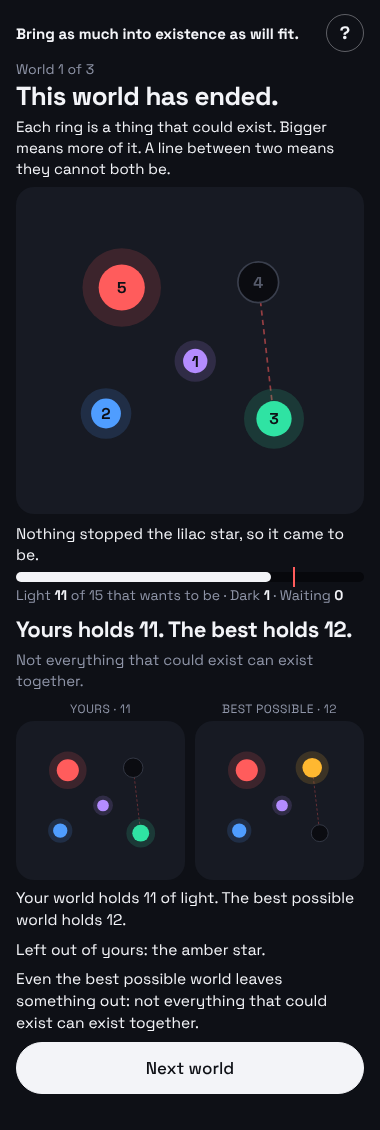 Bring as much into existence as will fit.
?
World 1 of 3
This world has ended.
Each ring is a thing that could exist. Bigger
means more of it. A line between two means
they cannot both be.
5
4
1
2
3
Nothing stopped the lilac star, so it came to
be.
Light 11 of 15 that wants to be · Dark 1 · Waiting 0
Yours holds 11. The best holds 12.
Not everything that could exist can exist
together.
YOURS · 11
BEST POSSIBLE · 12
Your world holds 11 of light. The best possible
world holds 12.
Left out of yours: the amber star.
Even the best possible world leaves
something out: not everything that could
exist can exist together.
Next world